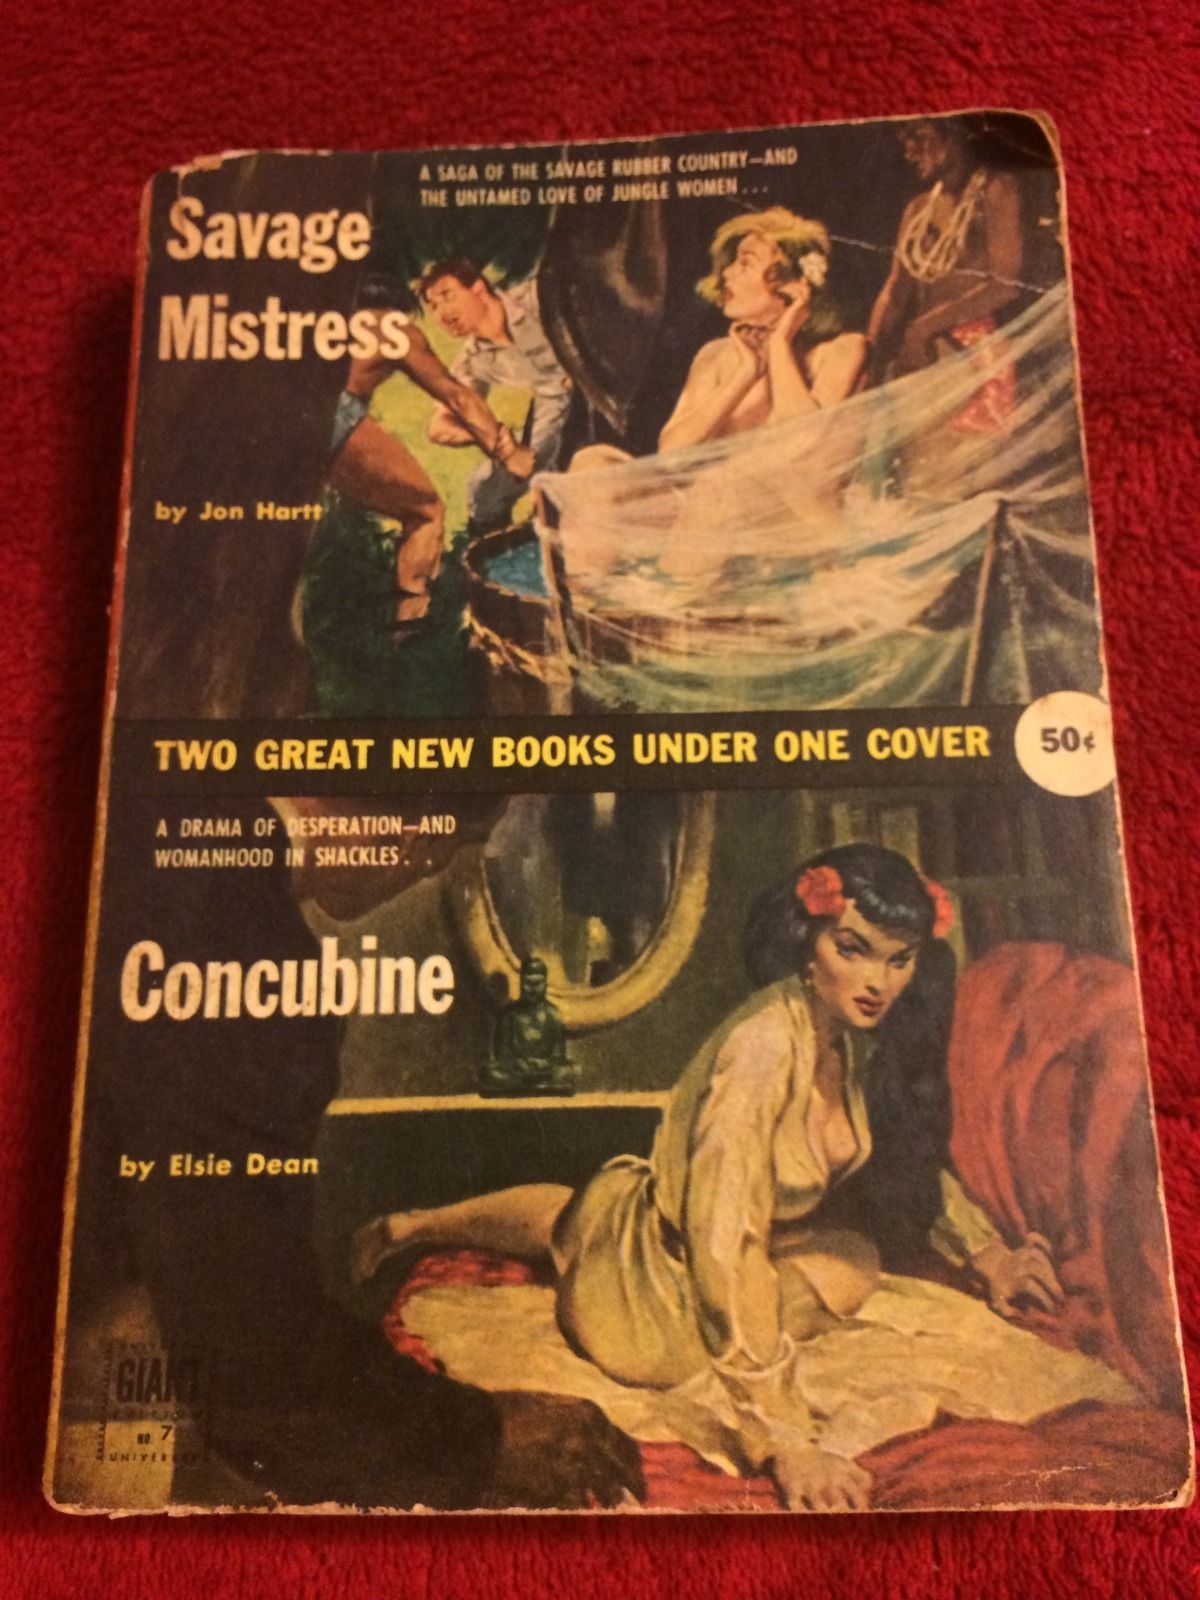 A SAGA OF THE SAVAGE RUBBER COUNTRY—AND
THE UNTAMED LOVE OF JUNGLE WOMEN...
Savage
Mistress
by Jon Hartt
TWO GREAT NEW BOOKS UNDER ONE COVER
50¢
A DRAMA OF DESPERATION—AND
WOMANHOOD IN SHACKLES. .
Concubine
by Elsie Dean
GIANT
NO. 7